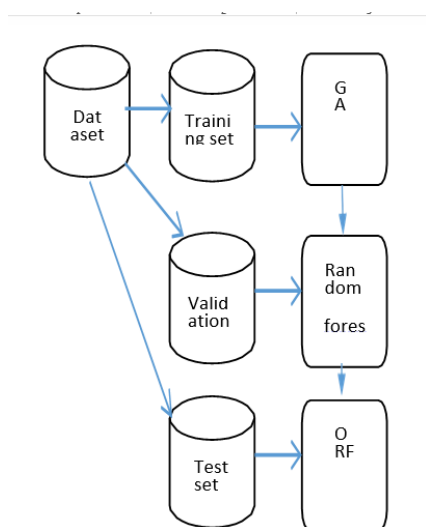 Dat
aset
Traini
ng set
G
A
Valid
ation
Ran
dom
fores
Test
set
O
RF